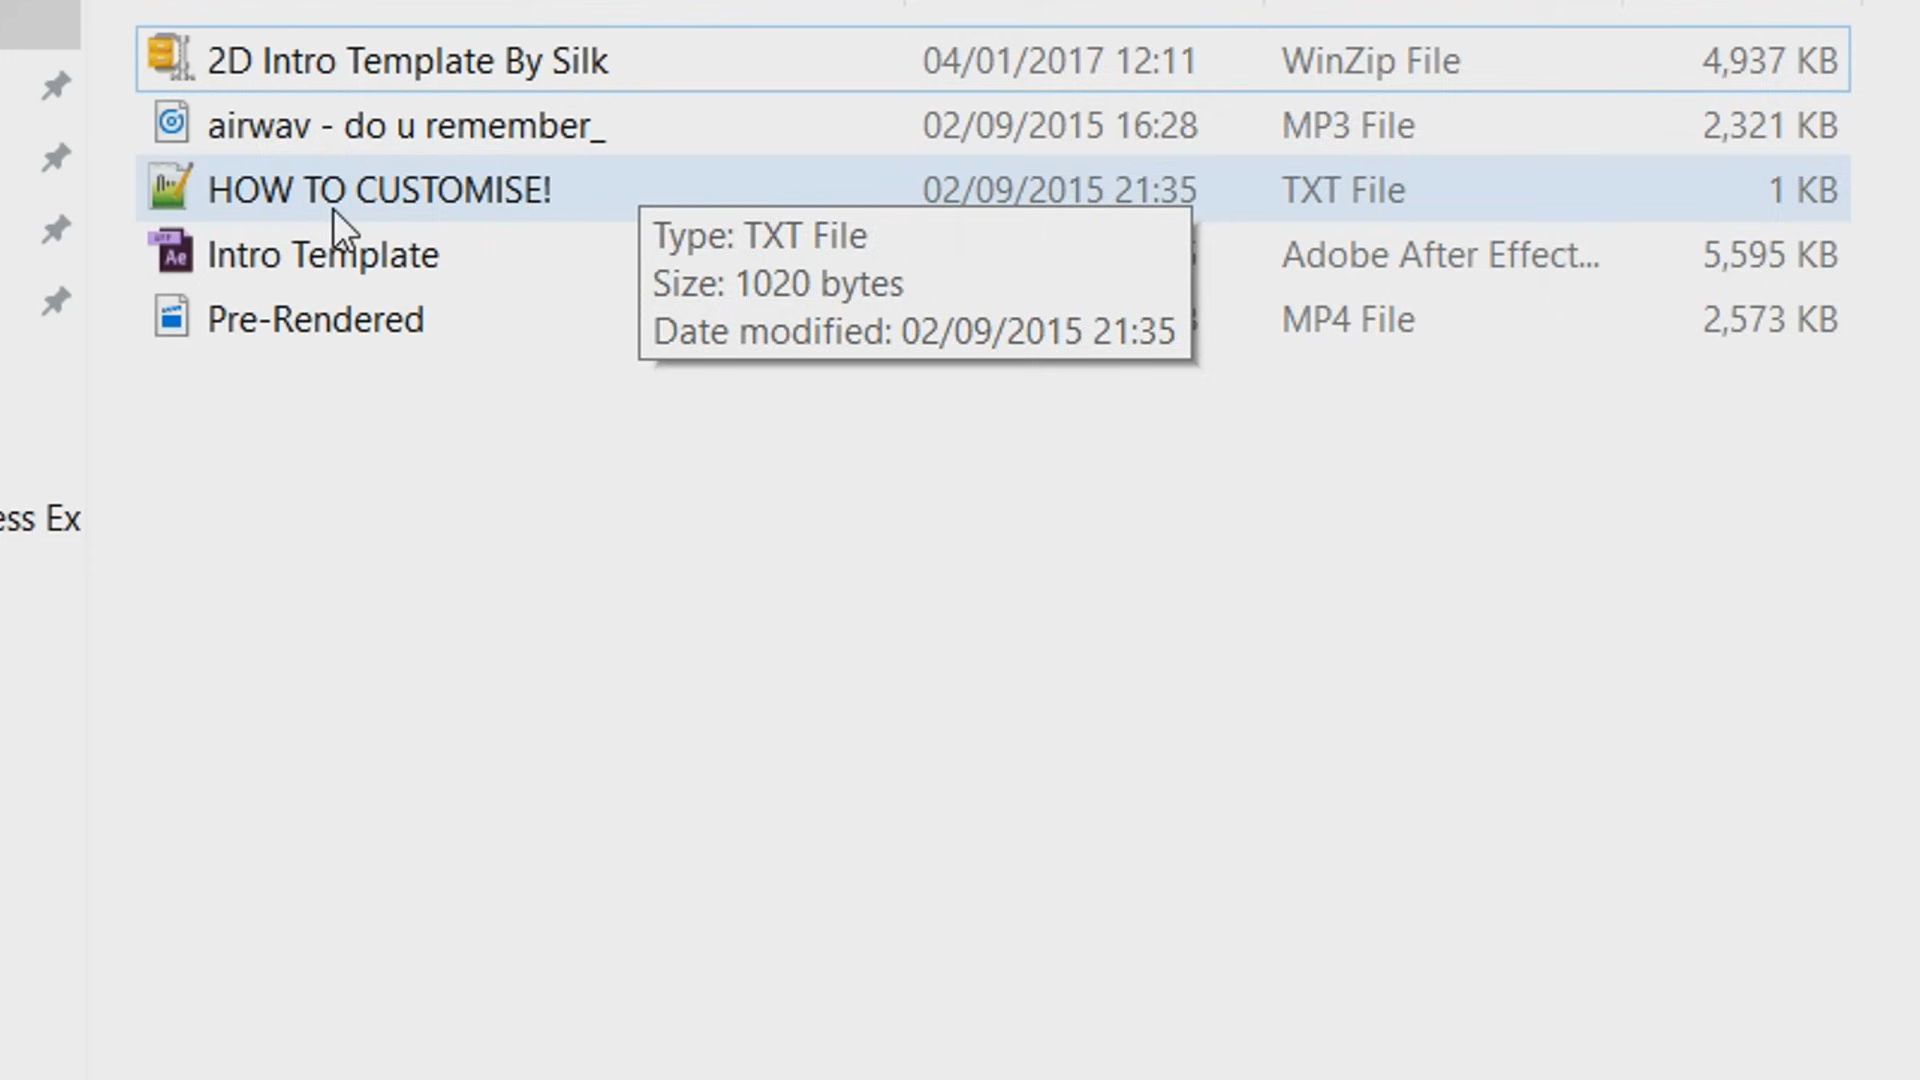 2D Intro Template By Silk 04/01/2017 12:11 WinZip File 4,937 KB
airwav - do u remember_ 02/09/2015 16:28 MP3 File 2,321 KB
HOW TO CUSTOMISE! 02/09/2015 21:35 TXT File 1 KB
Type: TXT File
Size: 1020 bytes
Date modified: 02/09/2015 21:35
Intro Template Adobe After Effect... 5,595 KB
Pre-Rendered MP4 File 2,573 KB
ess Ex